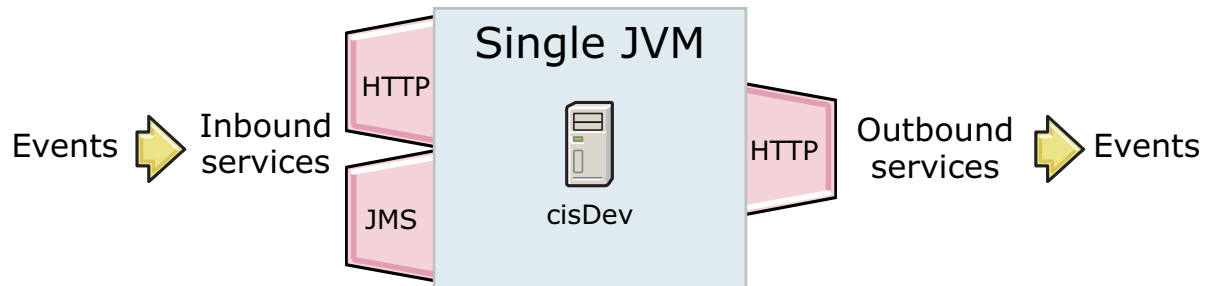 Single JVM
HTTP
Events
Inbound
services
JMS
cisDev
HTTP
Outbound
services
Events